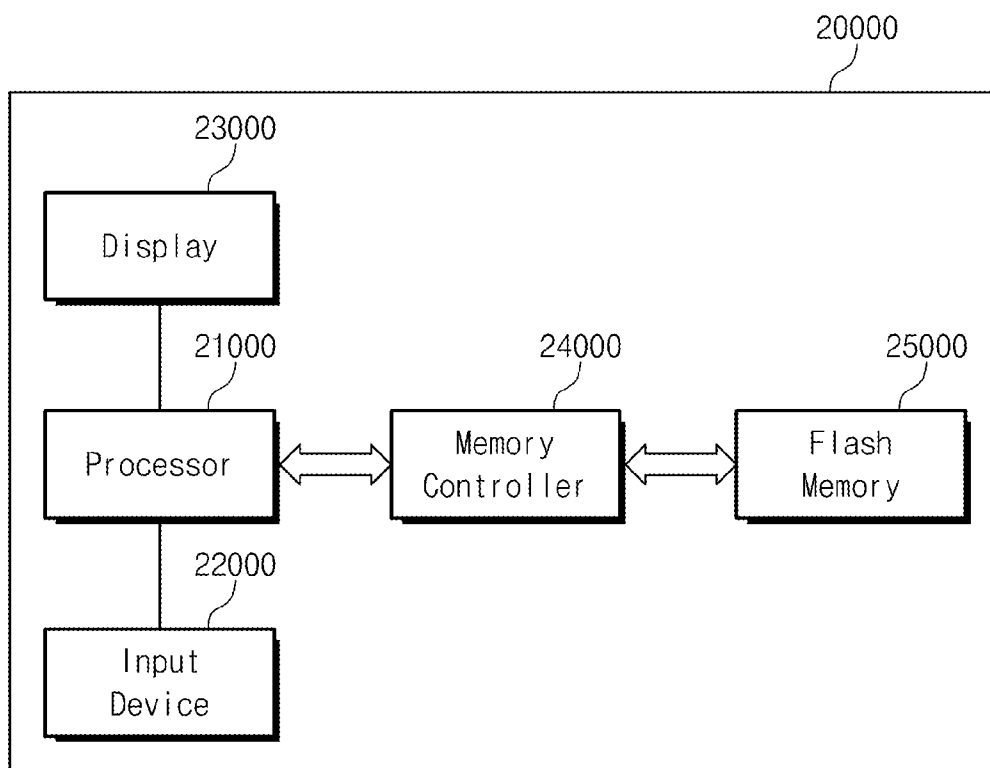 20000
23000
Display
21000
24000
25000
Processor
Memory
Controller
Flash
Memory
22000
Input
Device